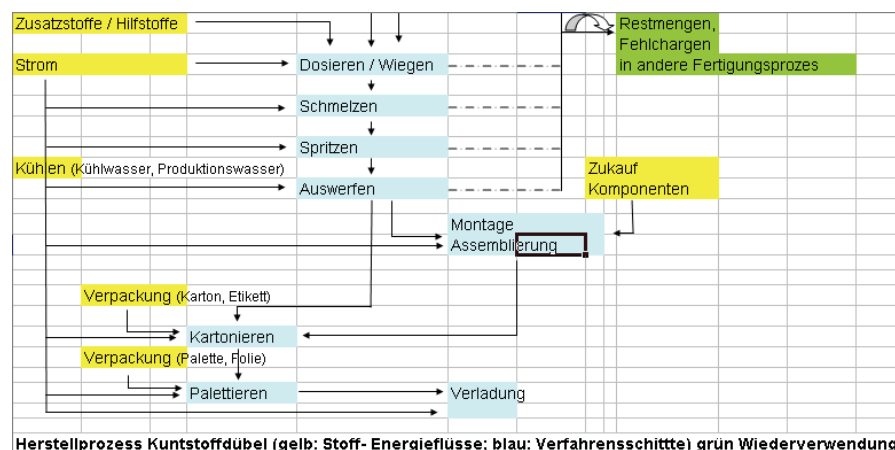 Zusatzstoffe / Hilfstoffe
Restmengen,
Fehlchargen
in andere Fertigungsprozes
Strom
Dosieren / Wiegen
Schmelzen
Spritzen
Kühlen (Kühlwasser, Produktionswasser)
Auswerfen
Zukauf
Komponenten
Montage
Assemblierung
Verpackung (Karton, Etikett)
Kartonieren
Verpackung (Palette, Folie)
Palettieren
Verladung
Herstellprozess Kuntstoffdübel (gelb: Stoff- Energieflüsse; blau: Verfahrensschittte) grün Wiederverwendung